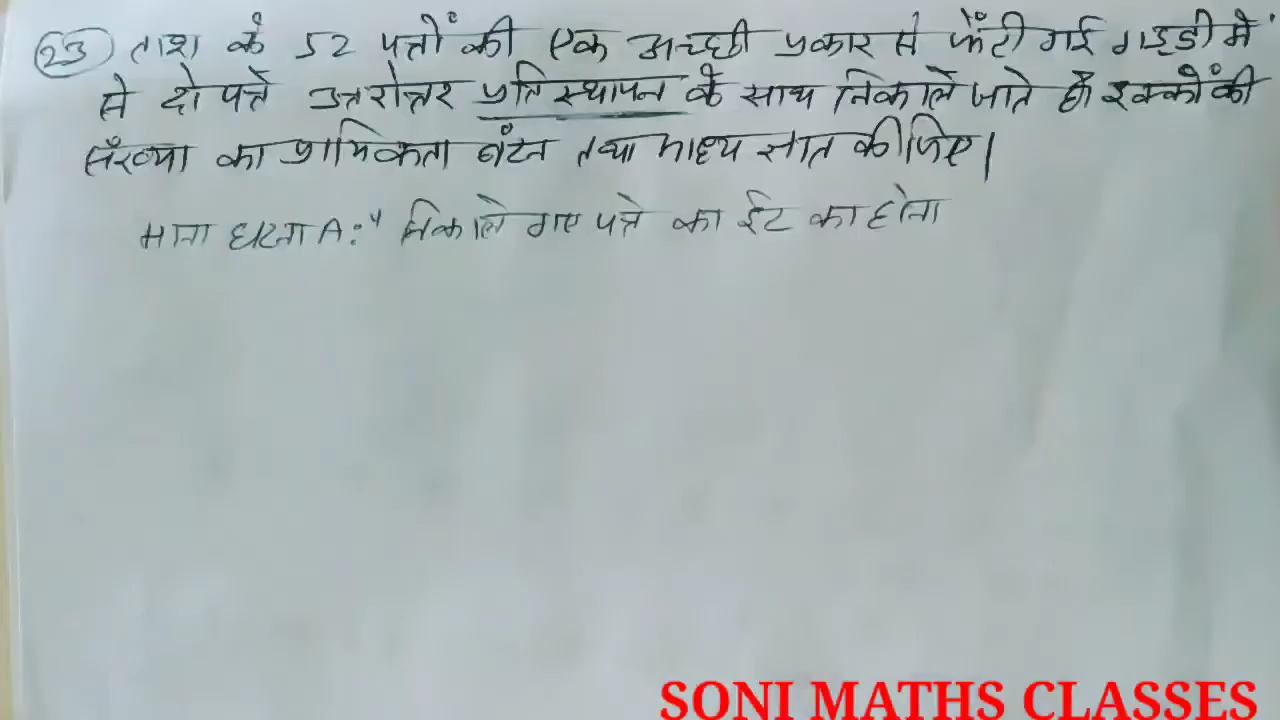 23 ताश के 52 पत्तों की एक अच्छी प्रकार से फेंटी गई गड्डी में
से दो पत्ते उत्तरोत्तर प्रतिस्थापन के साथ निकाले जाते हैं। इक्कों की
संख्या का प्रायिकता बंटन तथा माध्य ज्ञात कीजिए।
माना घटना A:" निकाले गए पत्ते का ईंट का होना
SONI MATHS CLASSES